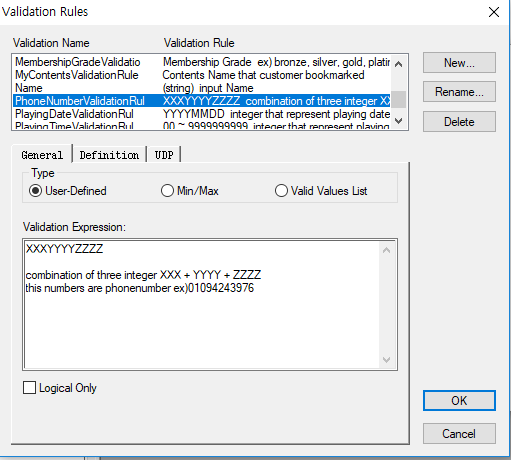 Validation Rules
Validation Name Validation Rule
MembershipGradeValidatio Membership Grade ex) bronze, silver, gold, platin
MyContentsValidationRule Contents Name that customer bookmarked
Name (string) input Name
PhoneNumberValidationRul XXXYYYYZZZZ combination of three integer XX
PlayingDateValidationRul YYYYMMDD integer that represent playing date
PlayingTimeValidationRul 00 ~ 9999999999 integer that represent playing
New...
Rename...
Delete
General Definition UDP
Type
User-Defined Min/Max Valid Values List
Validation Expression:
XXXYYYYZZZZ
combination of three integer XXX + YYYY + ZZZZ
this numbers are phonenumber ex)01094243976
Logical Only
OK
Cancel